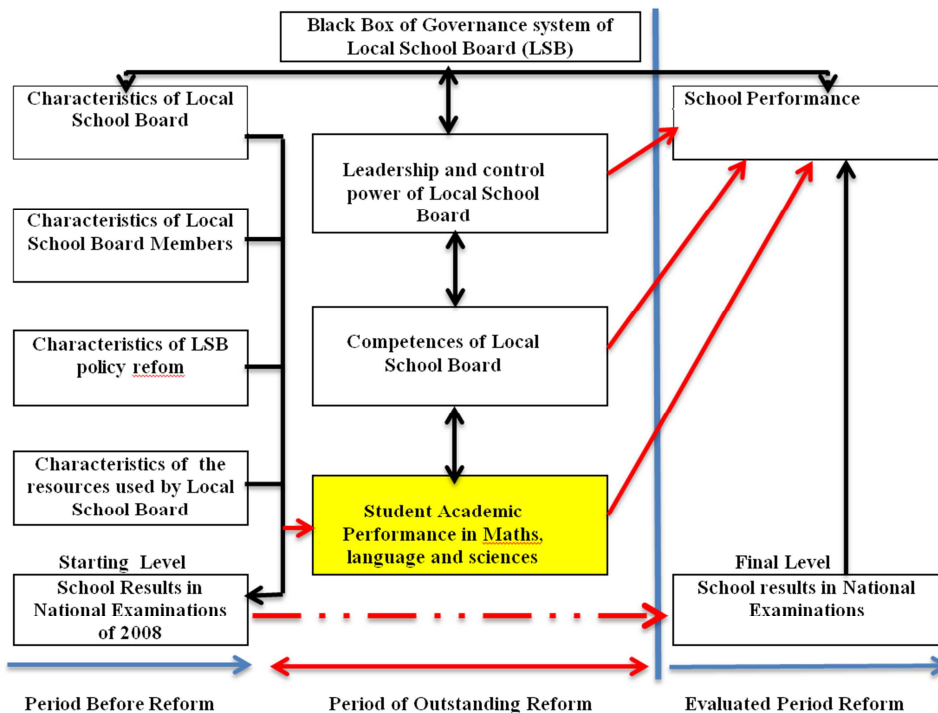 Black Box of Governance system of
Local School Board (LSB)
Characteristics of Local
School Board
School Performance
Leadership and control
power of Local School
Board
Characteristics of Local
School Board Members
Characteristics of LSB
policy refom
Competences of Local
School Board
Characteristics of the
resources used by Local
School Board
Student Academic
Performance in Maths,
language and sciences
Starting Level
School Results in
National Examinations
of 2008
Final Level
School results in National
Examinations
Period Before Reform
Period of Outstanding Reform
Evaluated Period Reform